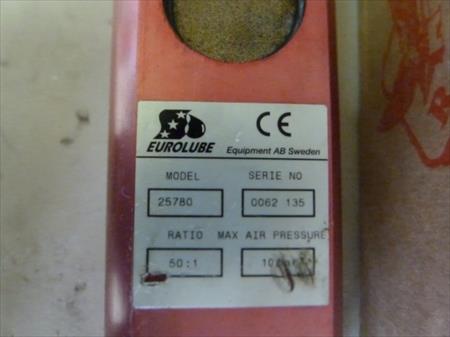 CE
EUROLUBE Equipment AB Sweden
MODEL SERIE NO
25780 0062 135
RATIO MAX AIR PRESSURE
50:1